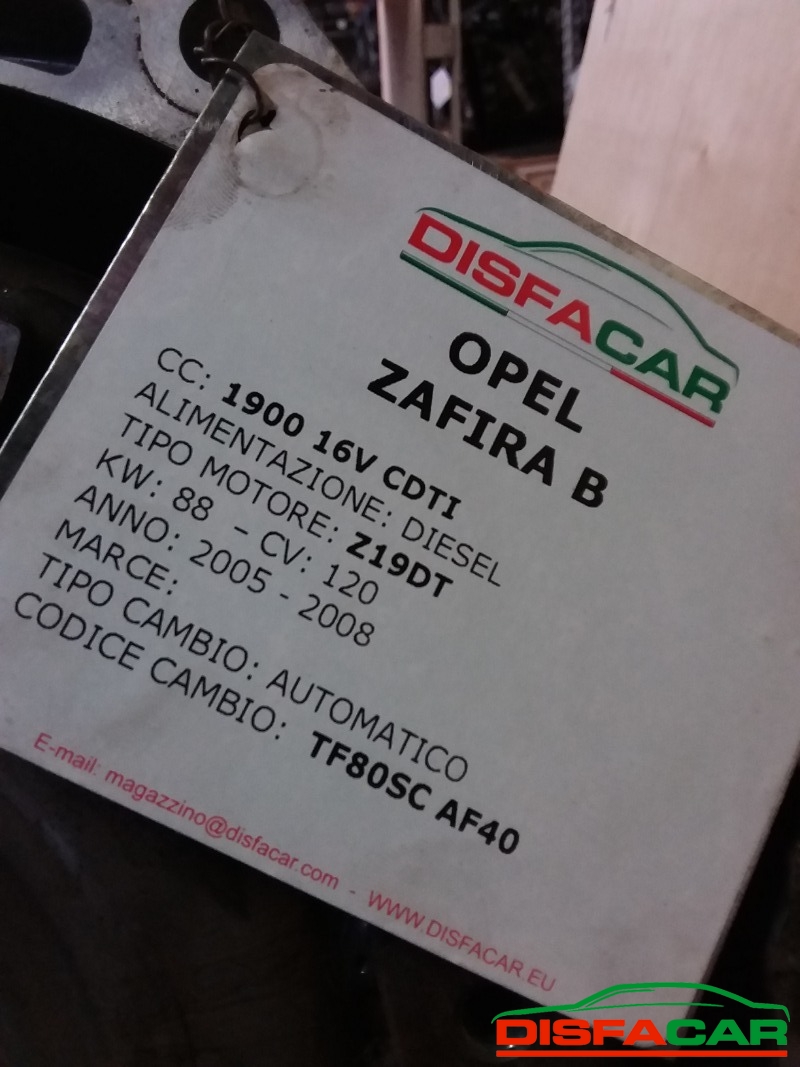 DISFACAR
OPEL
ZAFIRA B
CC: 1900 16V CDTI
ALIMENTAZIONE: DIESEL
TIPO MOTORE: Z19DT
KW: 88 - CV: 120
ANNO: 2005 - 2008
MARCE:
TIPO CAMBIO: AUTOMATICO
CODICE CAMBIO: TF80SC AF40
E-mail: magazzino@disfacar.com - WWW.DISFACAR.EU
DISFACAR